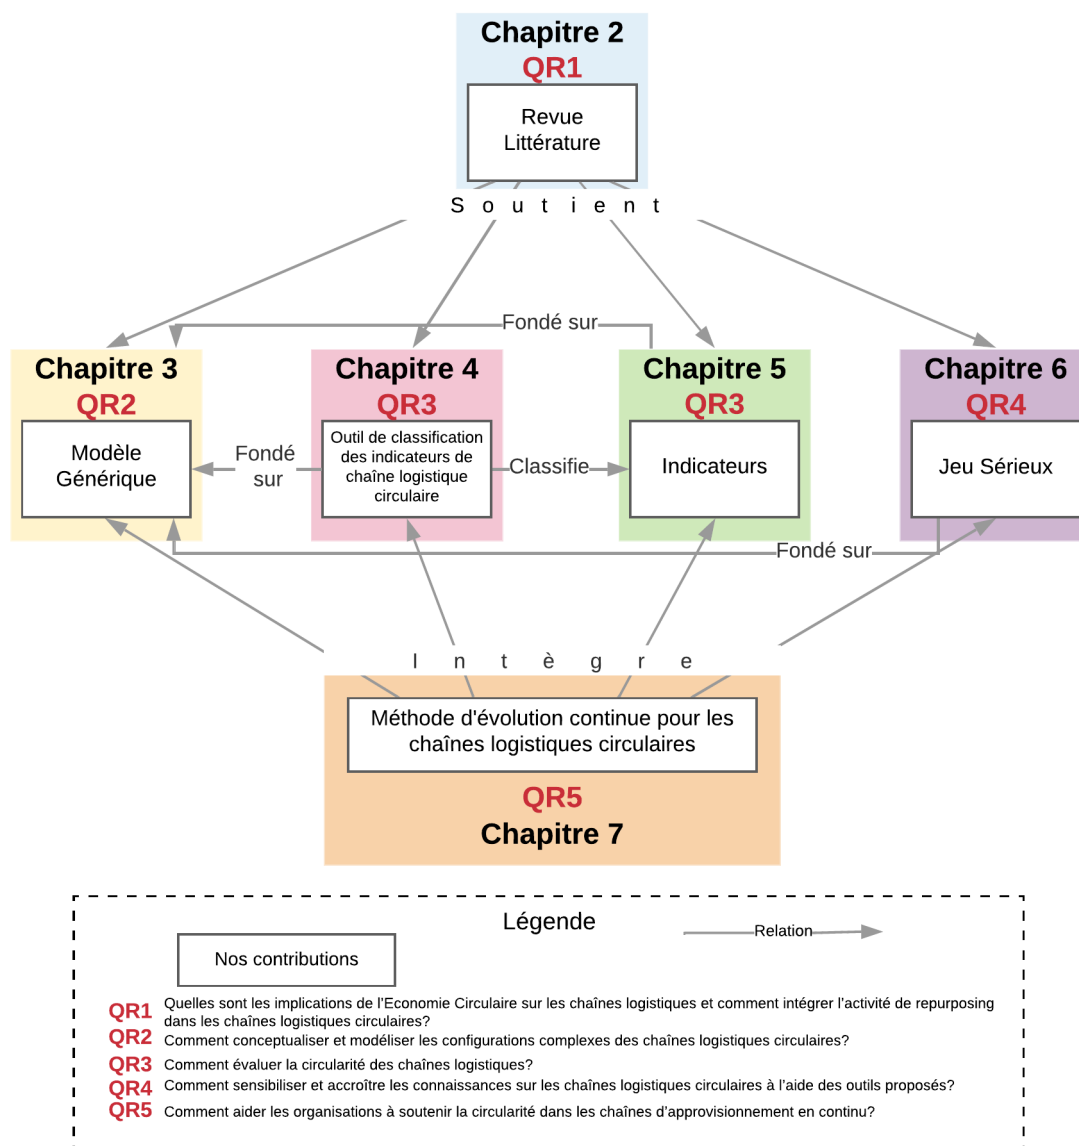 Chapitre 2
QR1
Revue
Littérature
S o u t i e n t
Fondé sur
Chapitre 3
QR2
Modèle
Générique
Fondé
sur
Chapitre 4
QR3
Outil de classification
des indicateurs de
chaîne logistique
circulaire
Classifie
Chapitre 5
QR3
Indicateurs
Chapitre 6
QR4
Jeu Sérieux
Fondé sur
I n t è g r e
Méthode d'évolution continue pour les
chaînes logistiques circulaires
QR5
Chapitre 7
Légende
Nos contributions
Relation
QR1 Quelles sont les implications de l'Economie Circulaire sur les chaînes logistiques et comment intégrer l'activité de repurposing
dans les chaînes logistiques circulaires?
QR2 Comment conceptualiser et modéliser les configurations complexes des chaînes logistiques circulaires?
QR3 Comment évaluer la circularité des chaînes logistiques?
QR4 Comment sensibiliser et accroître les connaissances sur les chaînes logistiques circulaires à l'aide des outils proposés?
QR5 Comment aider les organisations à soutenir la circularité dans les chaînes d'approvisionnement en continu?